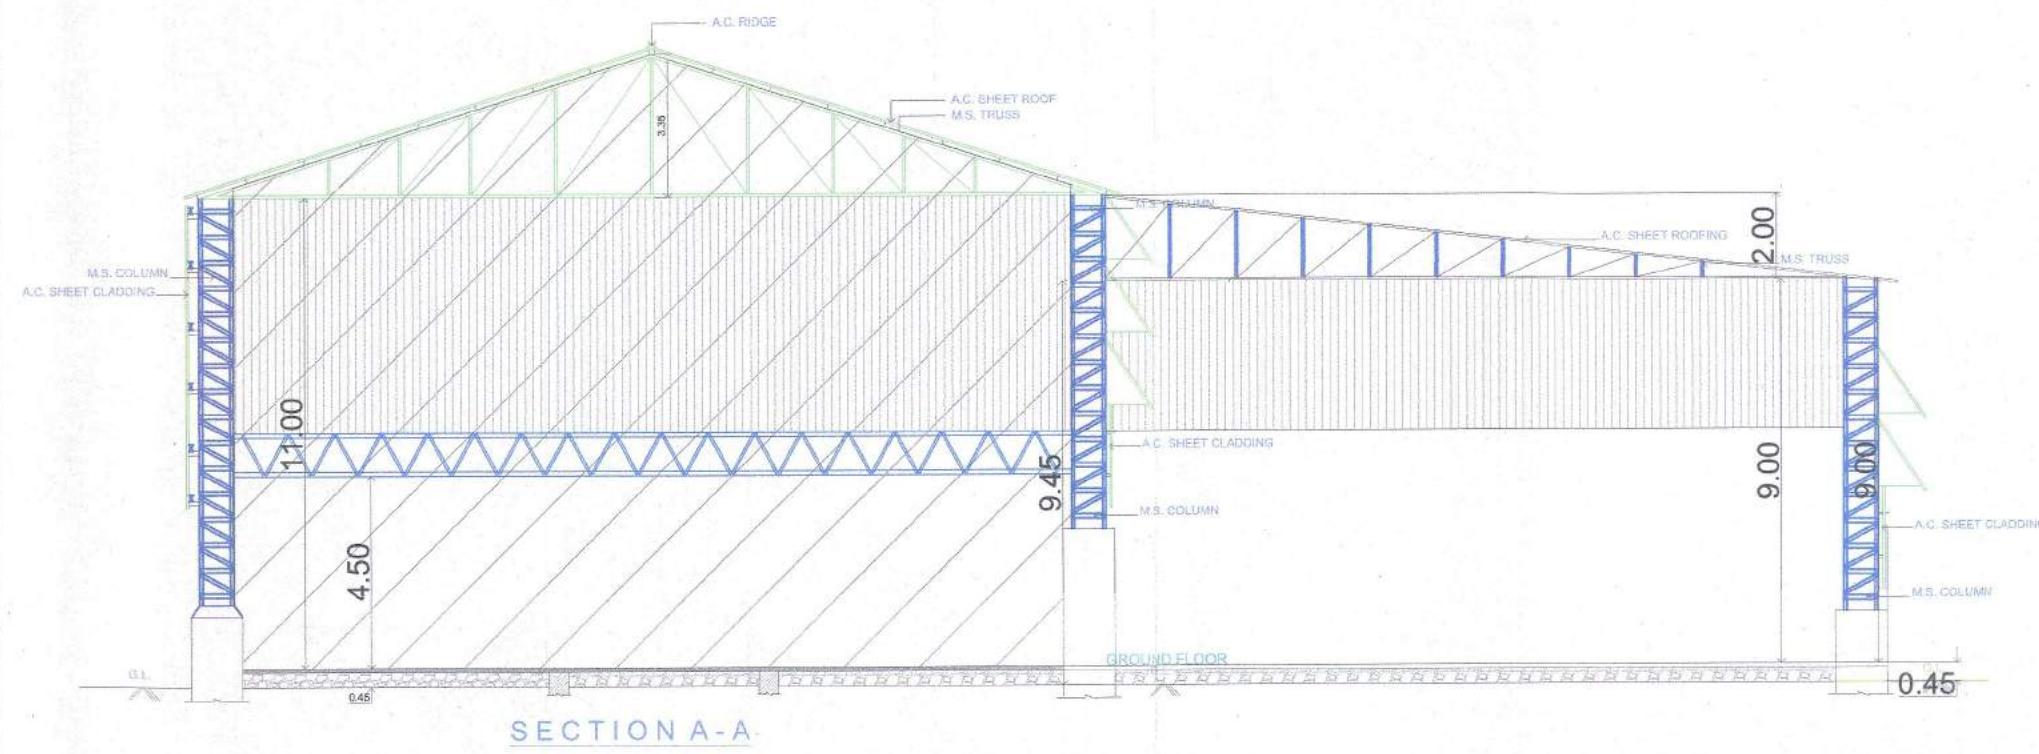 A.C. RIDGE
A.C. SHEET ROOF
M.S. TRUSS
3.35
M.S. COLUMN
A.C. SHEET ROOFING
2.00
M.S. TRUSS
M.S. COLUMN
A.C. SHEET CLADDING
11.00
A.C. SHEET CLADDING
9.45
9.00
9.00
M.S. COLUMN
A.C. SHEET CLADDING
4.50
M.S. COLUMN
GROUND FLOOR
G.L.
G.L.
0.45
0.45
SECTION A-A